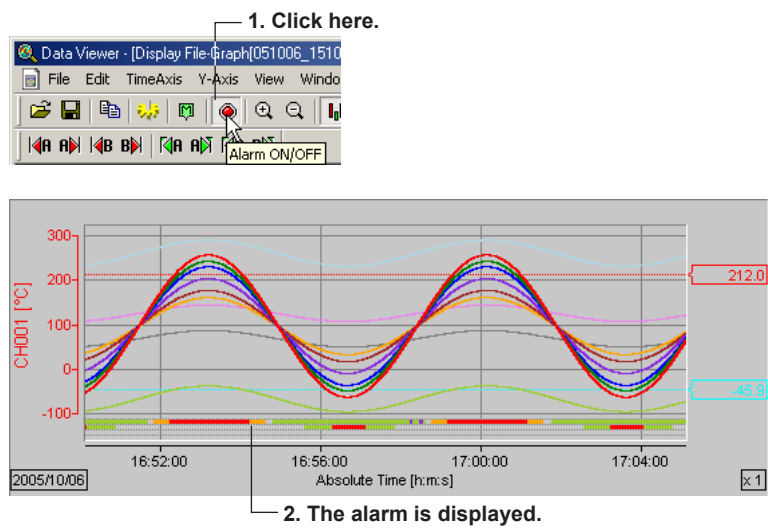 1. Click here.
Data Viewer - [Display File-Graph[051006_1510
File Edit TimeAxis Y-Axis View Windo
M
A A B B A A
Alarm ON/OFF
300
200
100
0
-100
CH001 [°C]
212.0
-45.9
16:52:00 16:56:00 17:00:00 17:04:00
2005/10/06 Absolute Time [h:m:s] x 1
2. The alarm is displayed.